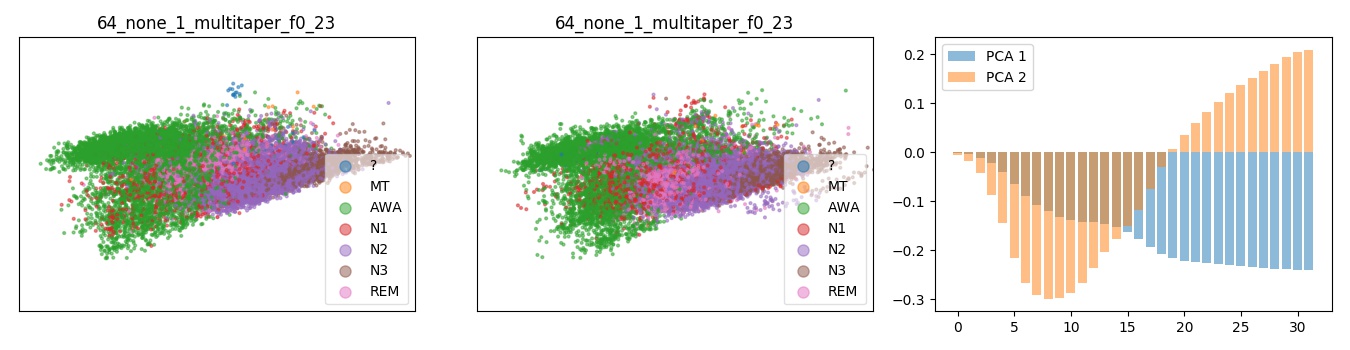 64_none_1_multitaper_f0_23
?
MT
AWA
N1
N2
N3
REM
64_none_1_multitaper_f0_23
?
MT
AWA
N1
N2
N3
REM
PCA 1
PCA 2
0.2
0.1
0.0
−0.1
−0.2
−0.3
0
5
10
15
20
25
30